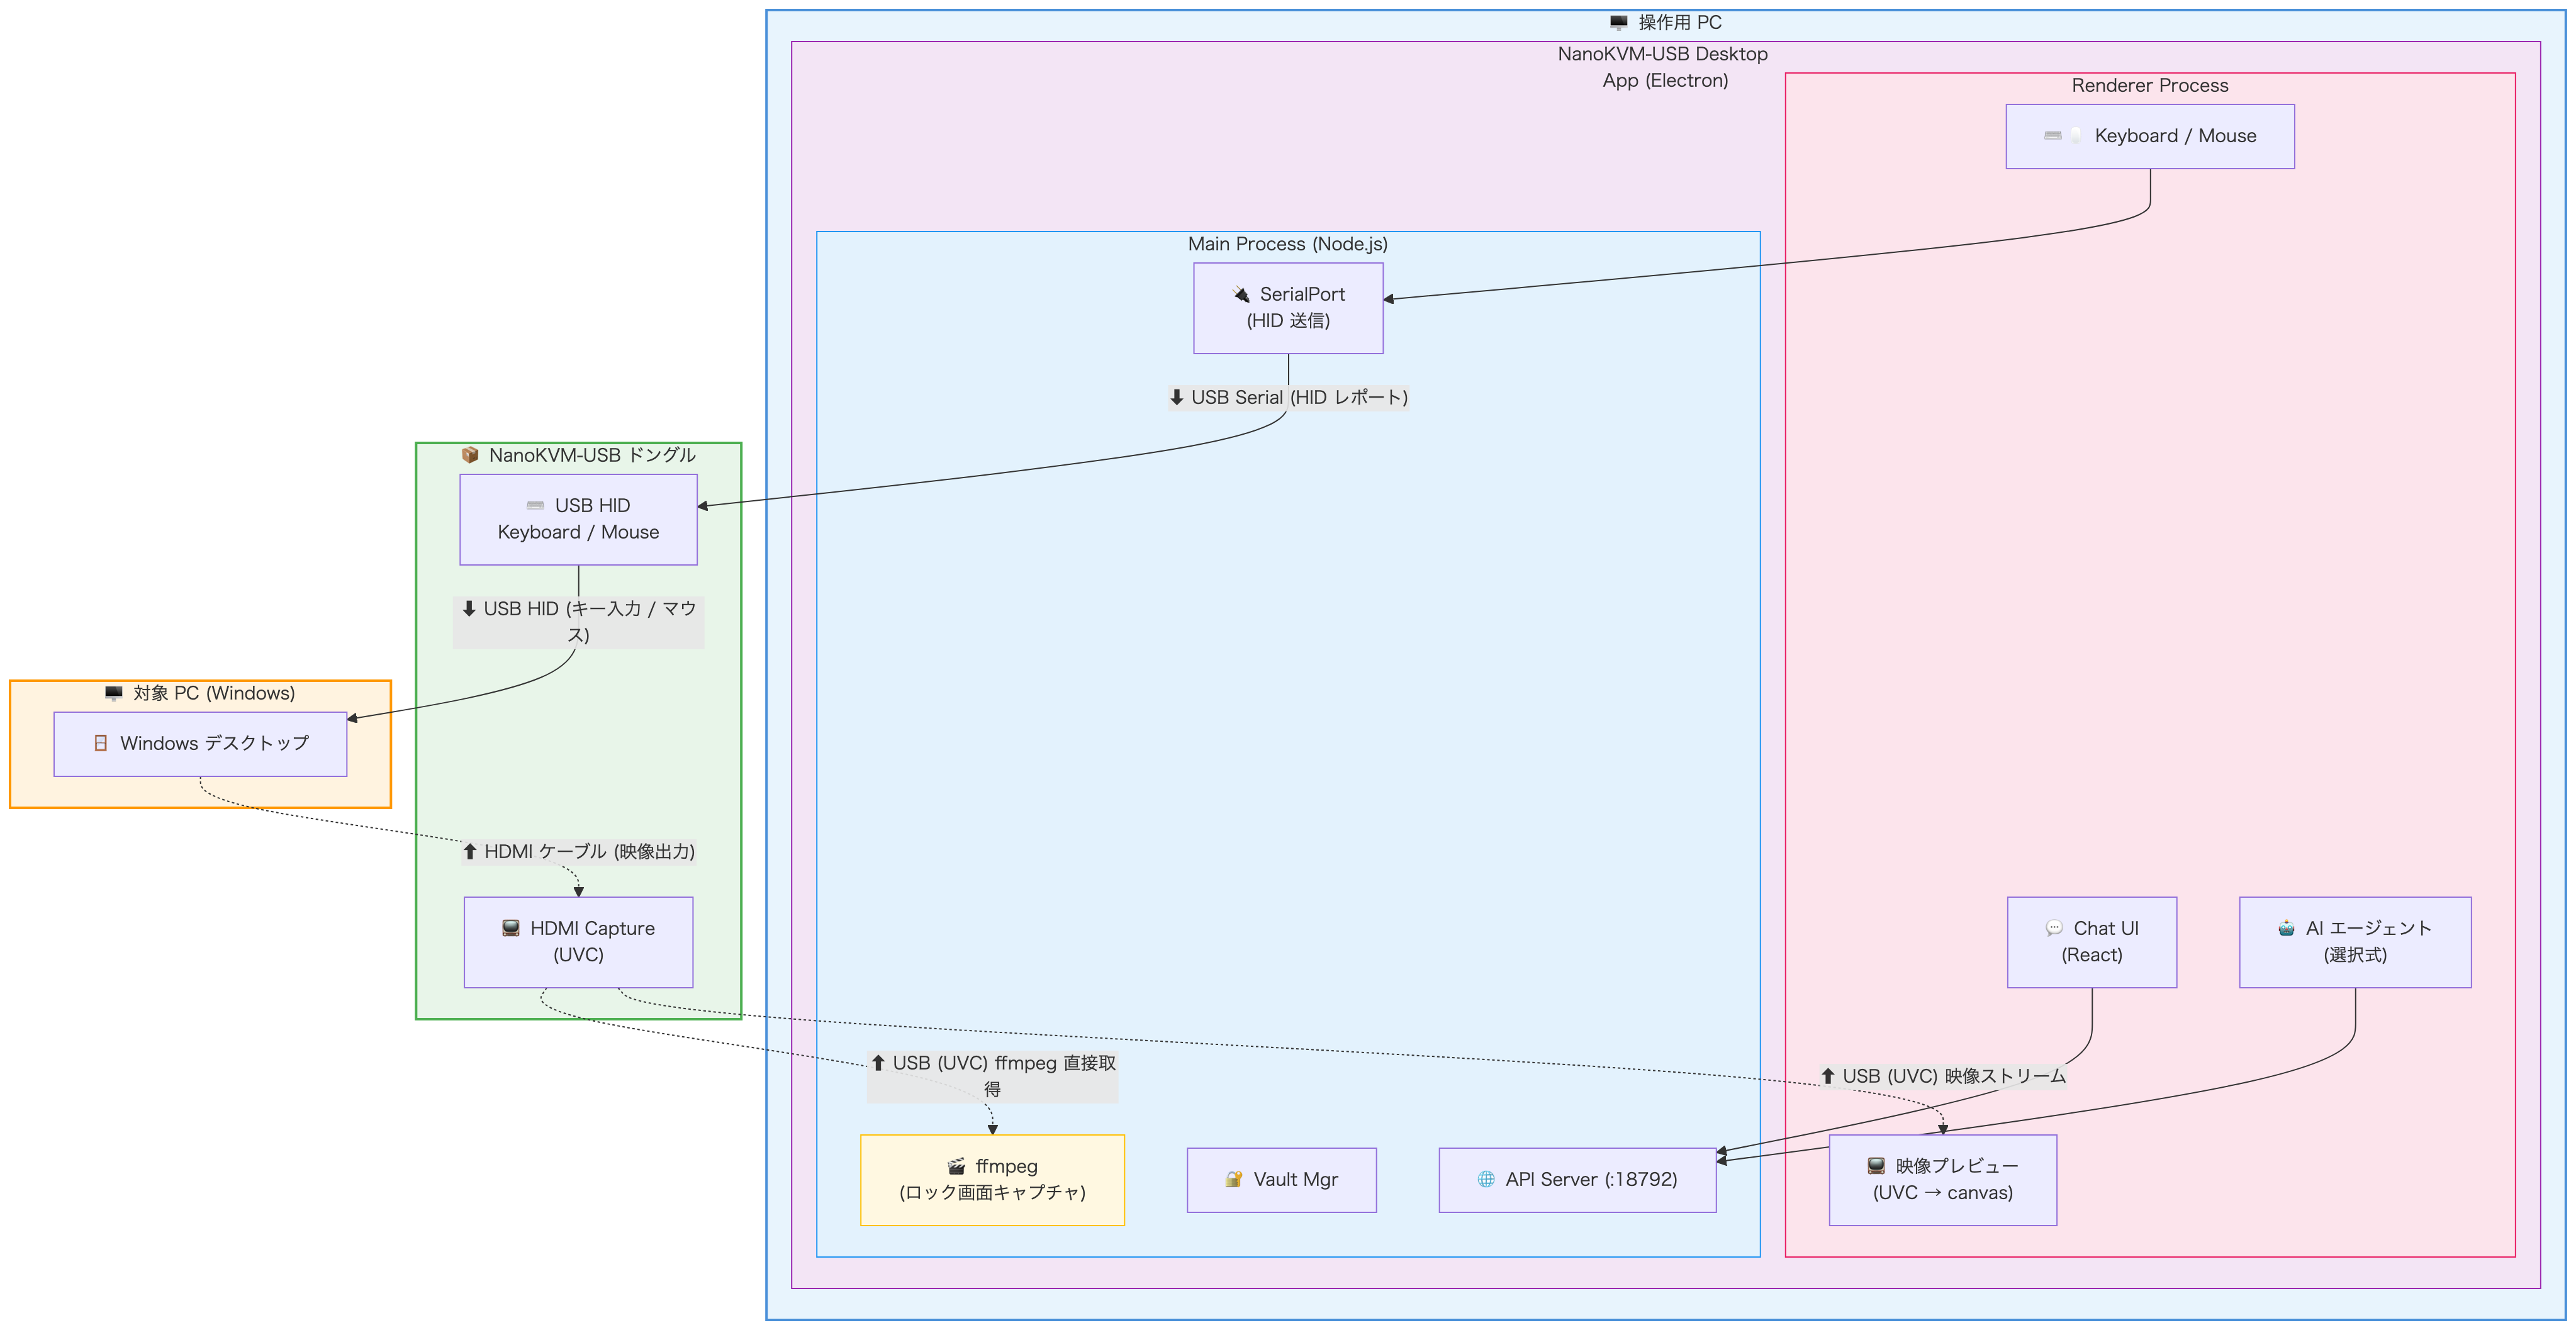 操作用 PC
NanoKVM-USB Desktop
App (Electron)
Renderer Process
Keyboard / Mouse
Main Process (Node.js)
SerialPort
(HID 送信)
⬇ USB Serial (HID レポート)
NanoKVM-USB ドングル
USB HID
Keyboard / Mouse
⬇ USB HID (キー入力 / マウ
ス)
対象 PC (Windows)
Windows デスクトップ
⬆ HDMI ケーブル (映像出力)
HDMI Capture
(UVC)
Chat UI
(React)
AI エージェント
(選択式)
⬆ USB (UVC) ffmpeg 直接取
得
⬆ USB (UVC) 映像ストリーム
ffmpeg
(ロック画面キャプチャ)
Vault Mgr
API Server (:18792)
映像プレビュー
(UVC → canvas)